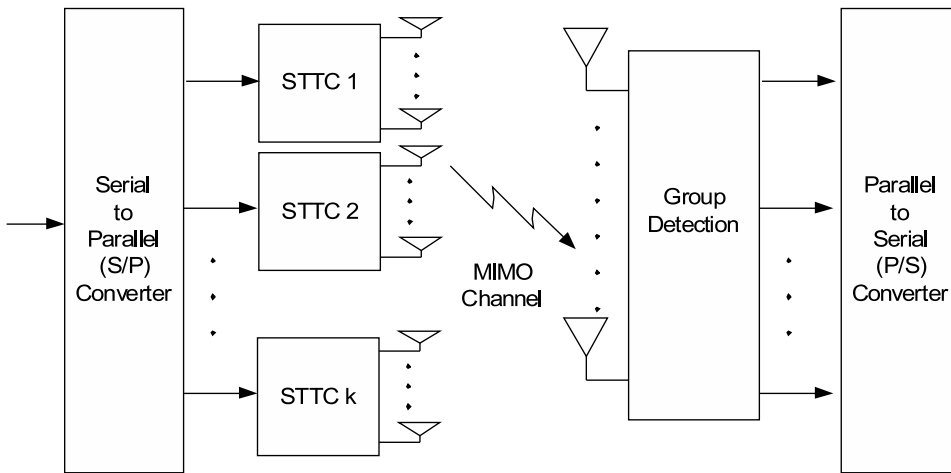 Serial
to
Parallel
(S/P)
Converter
STTC 1
STTC 2
STTC k
MIMO
Channel
Group
Detection
Parallel
to
Serial
(P/S)
Converter